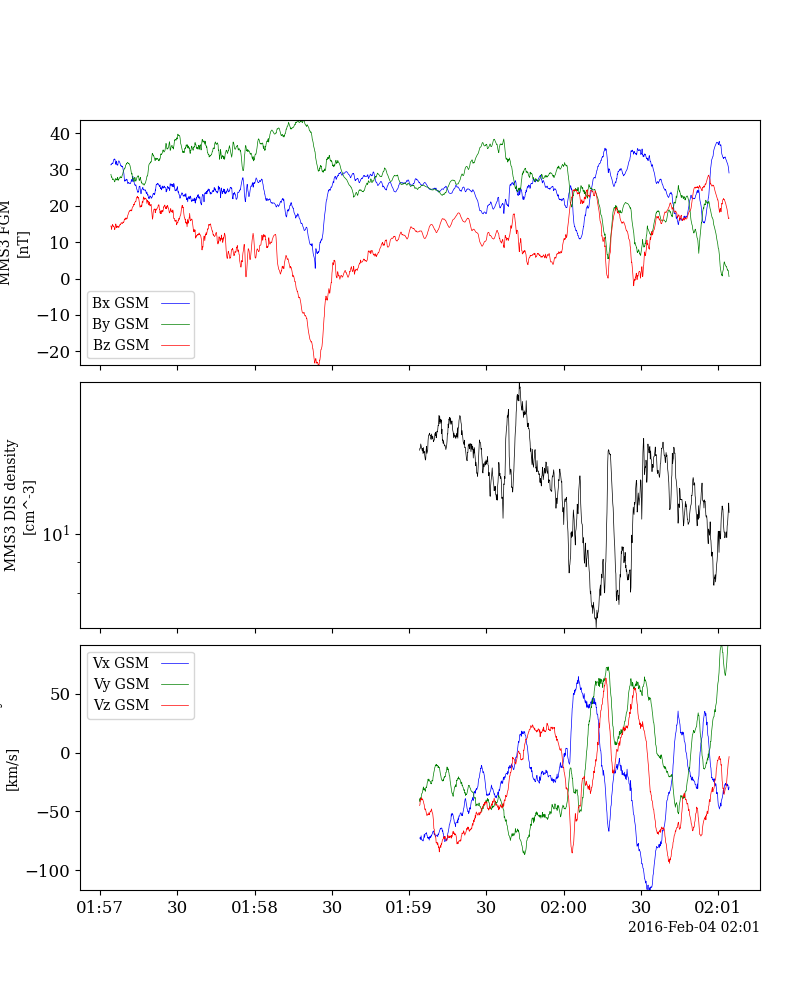 MMS3 FGM
[nT]
40
30
20
10
0
−10
−20
Bx GSM
By GSM
Bz GSM
MMS3 DIS density
[cm^-3]
10¹
[km/s]
50
0
−50
−100
Vx GSM
Vy GSM
Vz GSM
01:57 30 01:58 30 01:59 30 02:00 30 02:01
2016-Feb-04 02:01